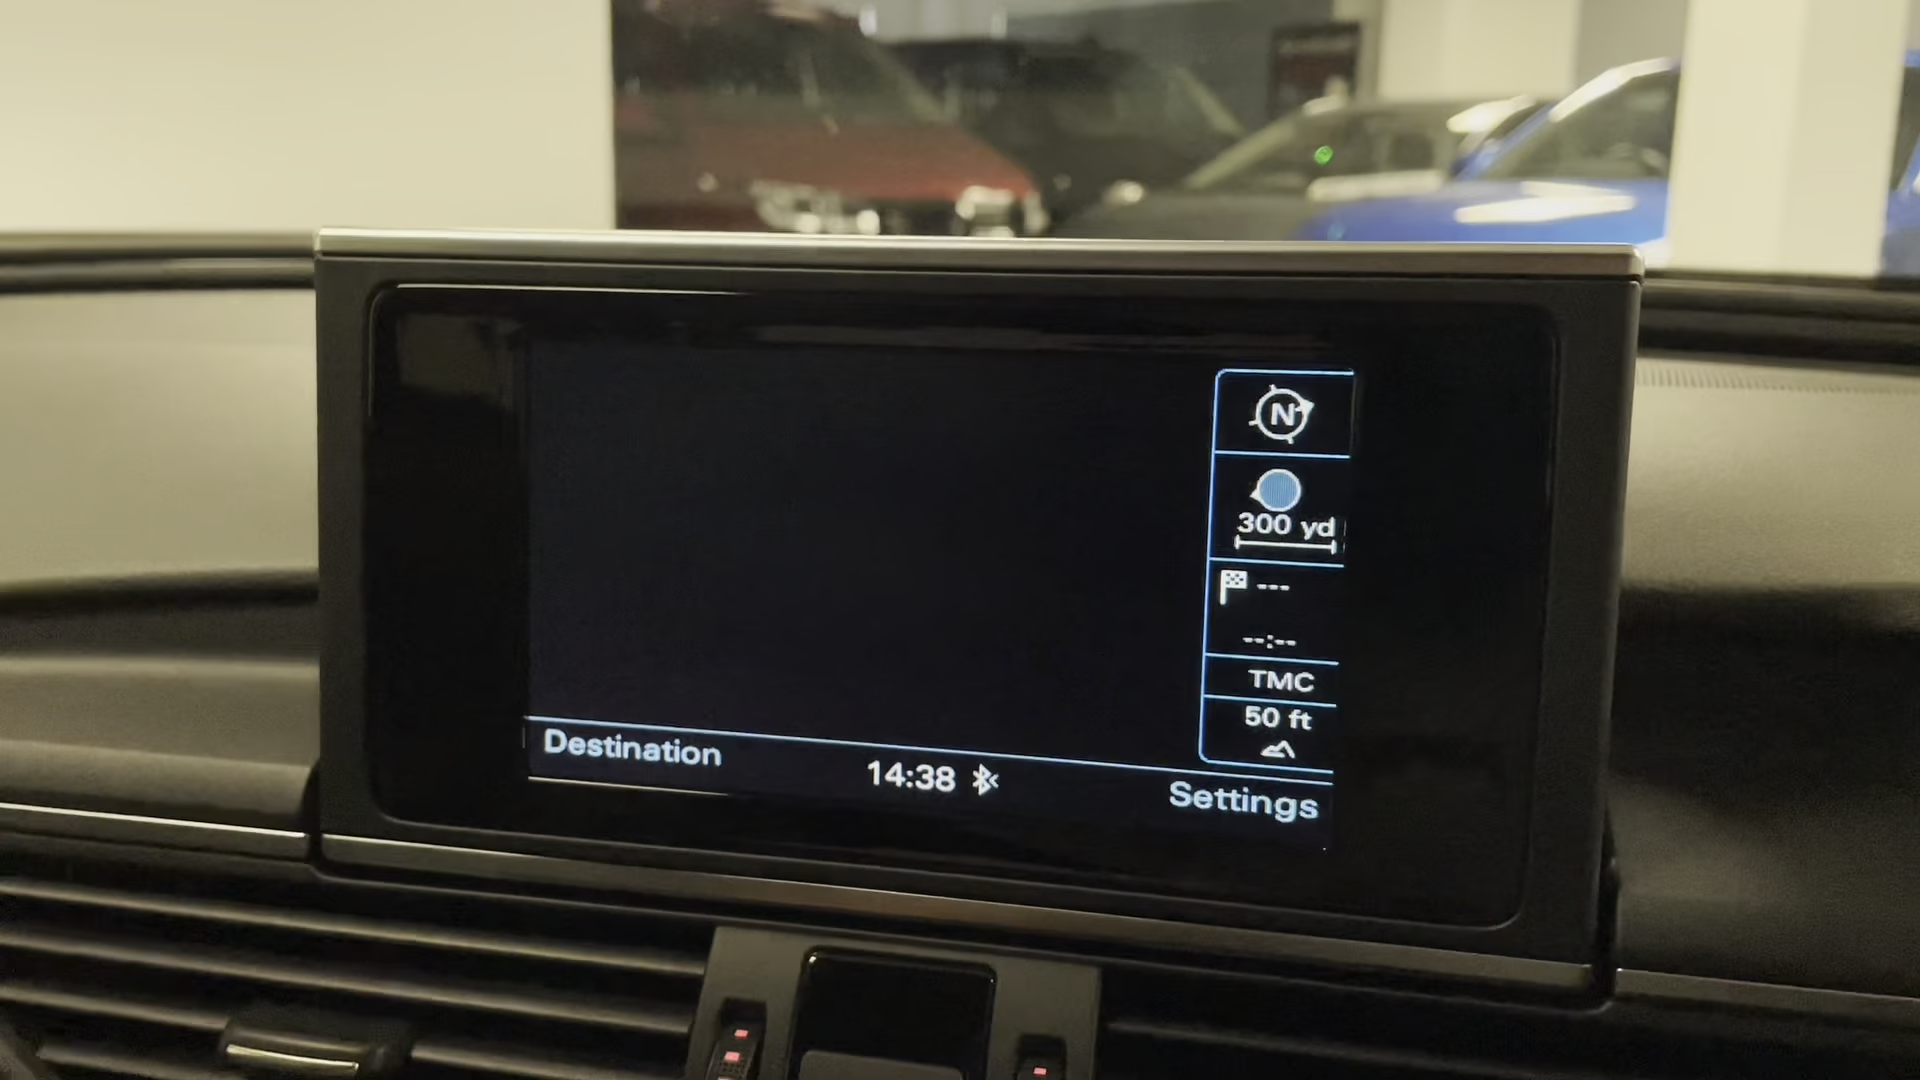 N
300 yd
---
--:--
TMC
50 ft
Destination
14:38
Settings